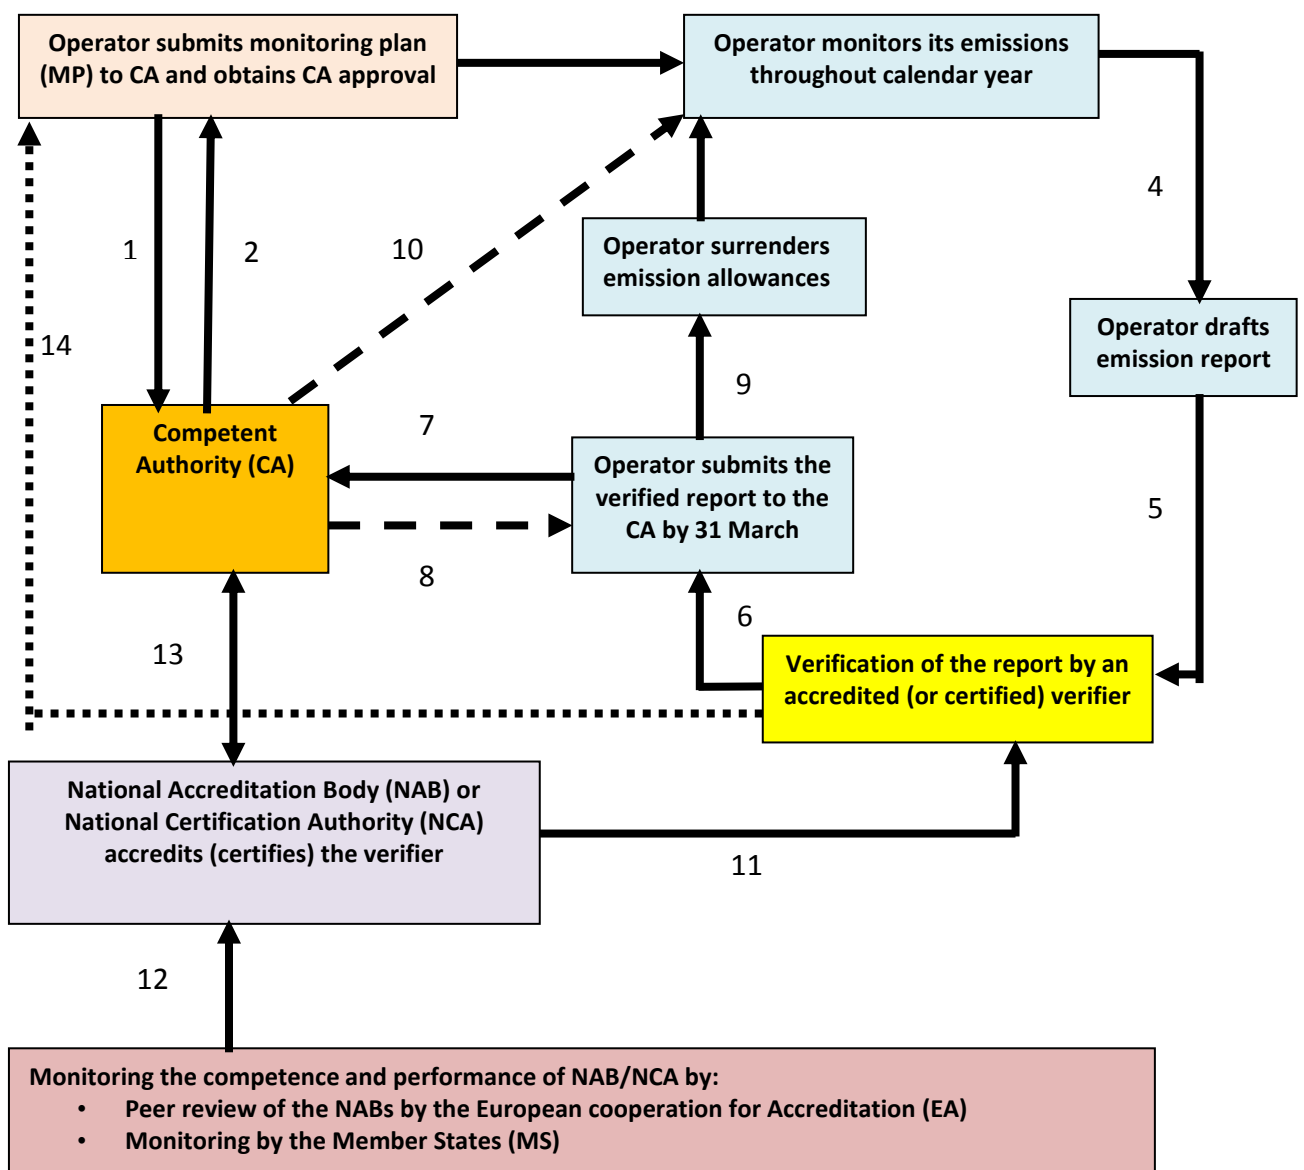 Operator submits monitoring plan
(MP) to CA and obtains CA approval
Operator monitors its emissions
throughout calendar year
4
1
2
10
Operator surrenders
emission allowances
14
Operator drafts
emission report
9
7
Competent
Authority (CA)
Operator submits the
verified report to the
CA by 31 March
5
8
6
13
Verification of the report by an
accredited (or certified) verifier
National Accreditation Body (NAB) or
National Certification Authority (NCA)
accredits (certifies) the verifier
11
12
Monitoring the competence and performance of NAB/NCA by:
• Peer review of the NABs by the European cooperation for Accreditation (EA)
• Monitoring by the Member States (MS)